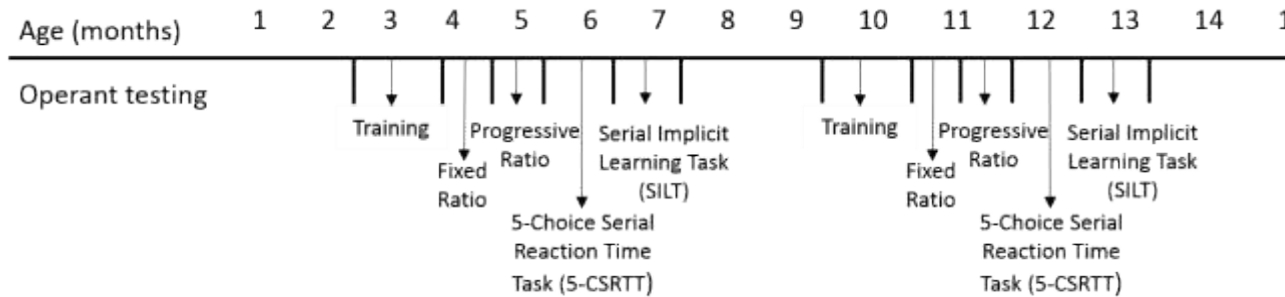 Age (months) 1 2 3 4 5 6 7 8 9 10 11 12 13 14 1
Operant testing
Training
Fixed
Ratio
Progressive
Ratio
5-Choice Serial
Reaction Time
Task (5-CSRTT)
Serial Implicit
Learning Task
(SILT)
Training
Fixed
Ratio
Progressive
Ratio
5-Choice Serial
Reaction Time
Task (5-CSRTT)
Serial Implicit
Learning Task
(SILT)